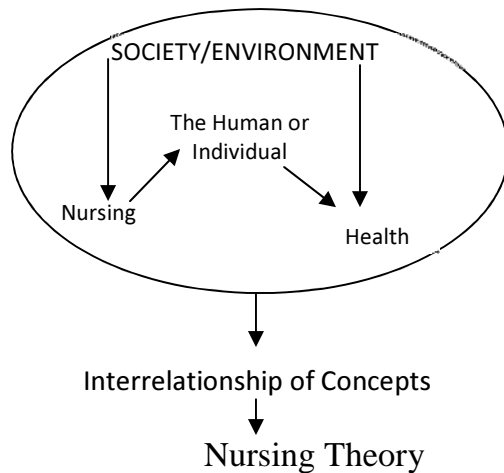 SOCIETY/ENVIRONMENT
The Human or
Individual
Nursing
Health
Interrelationship of Concepts
Nursing Theory